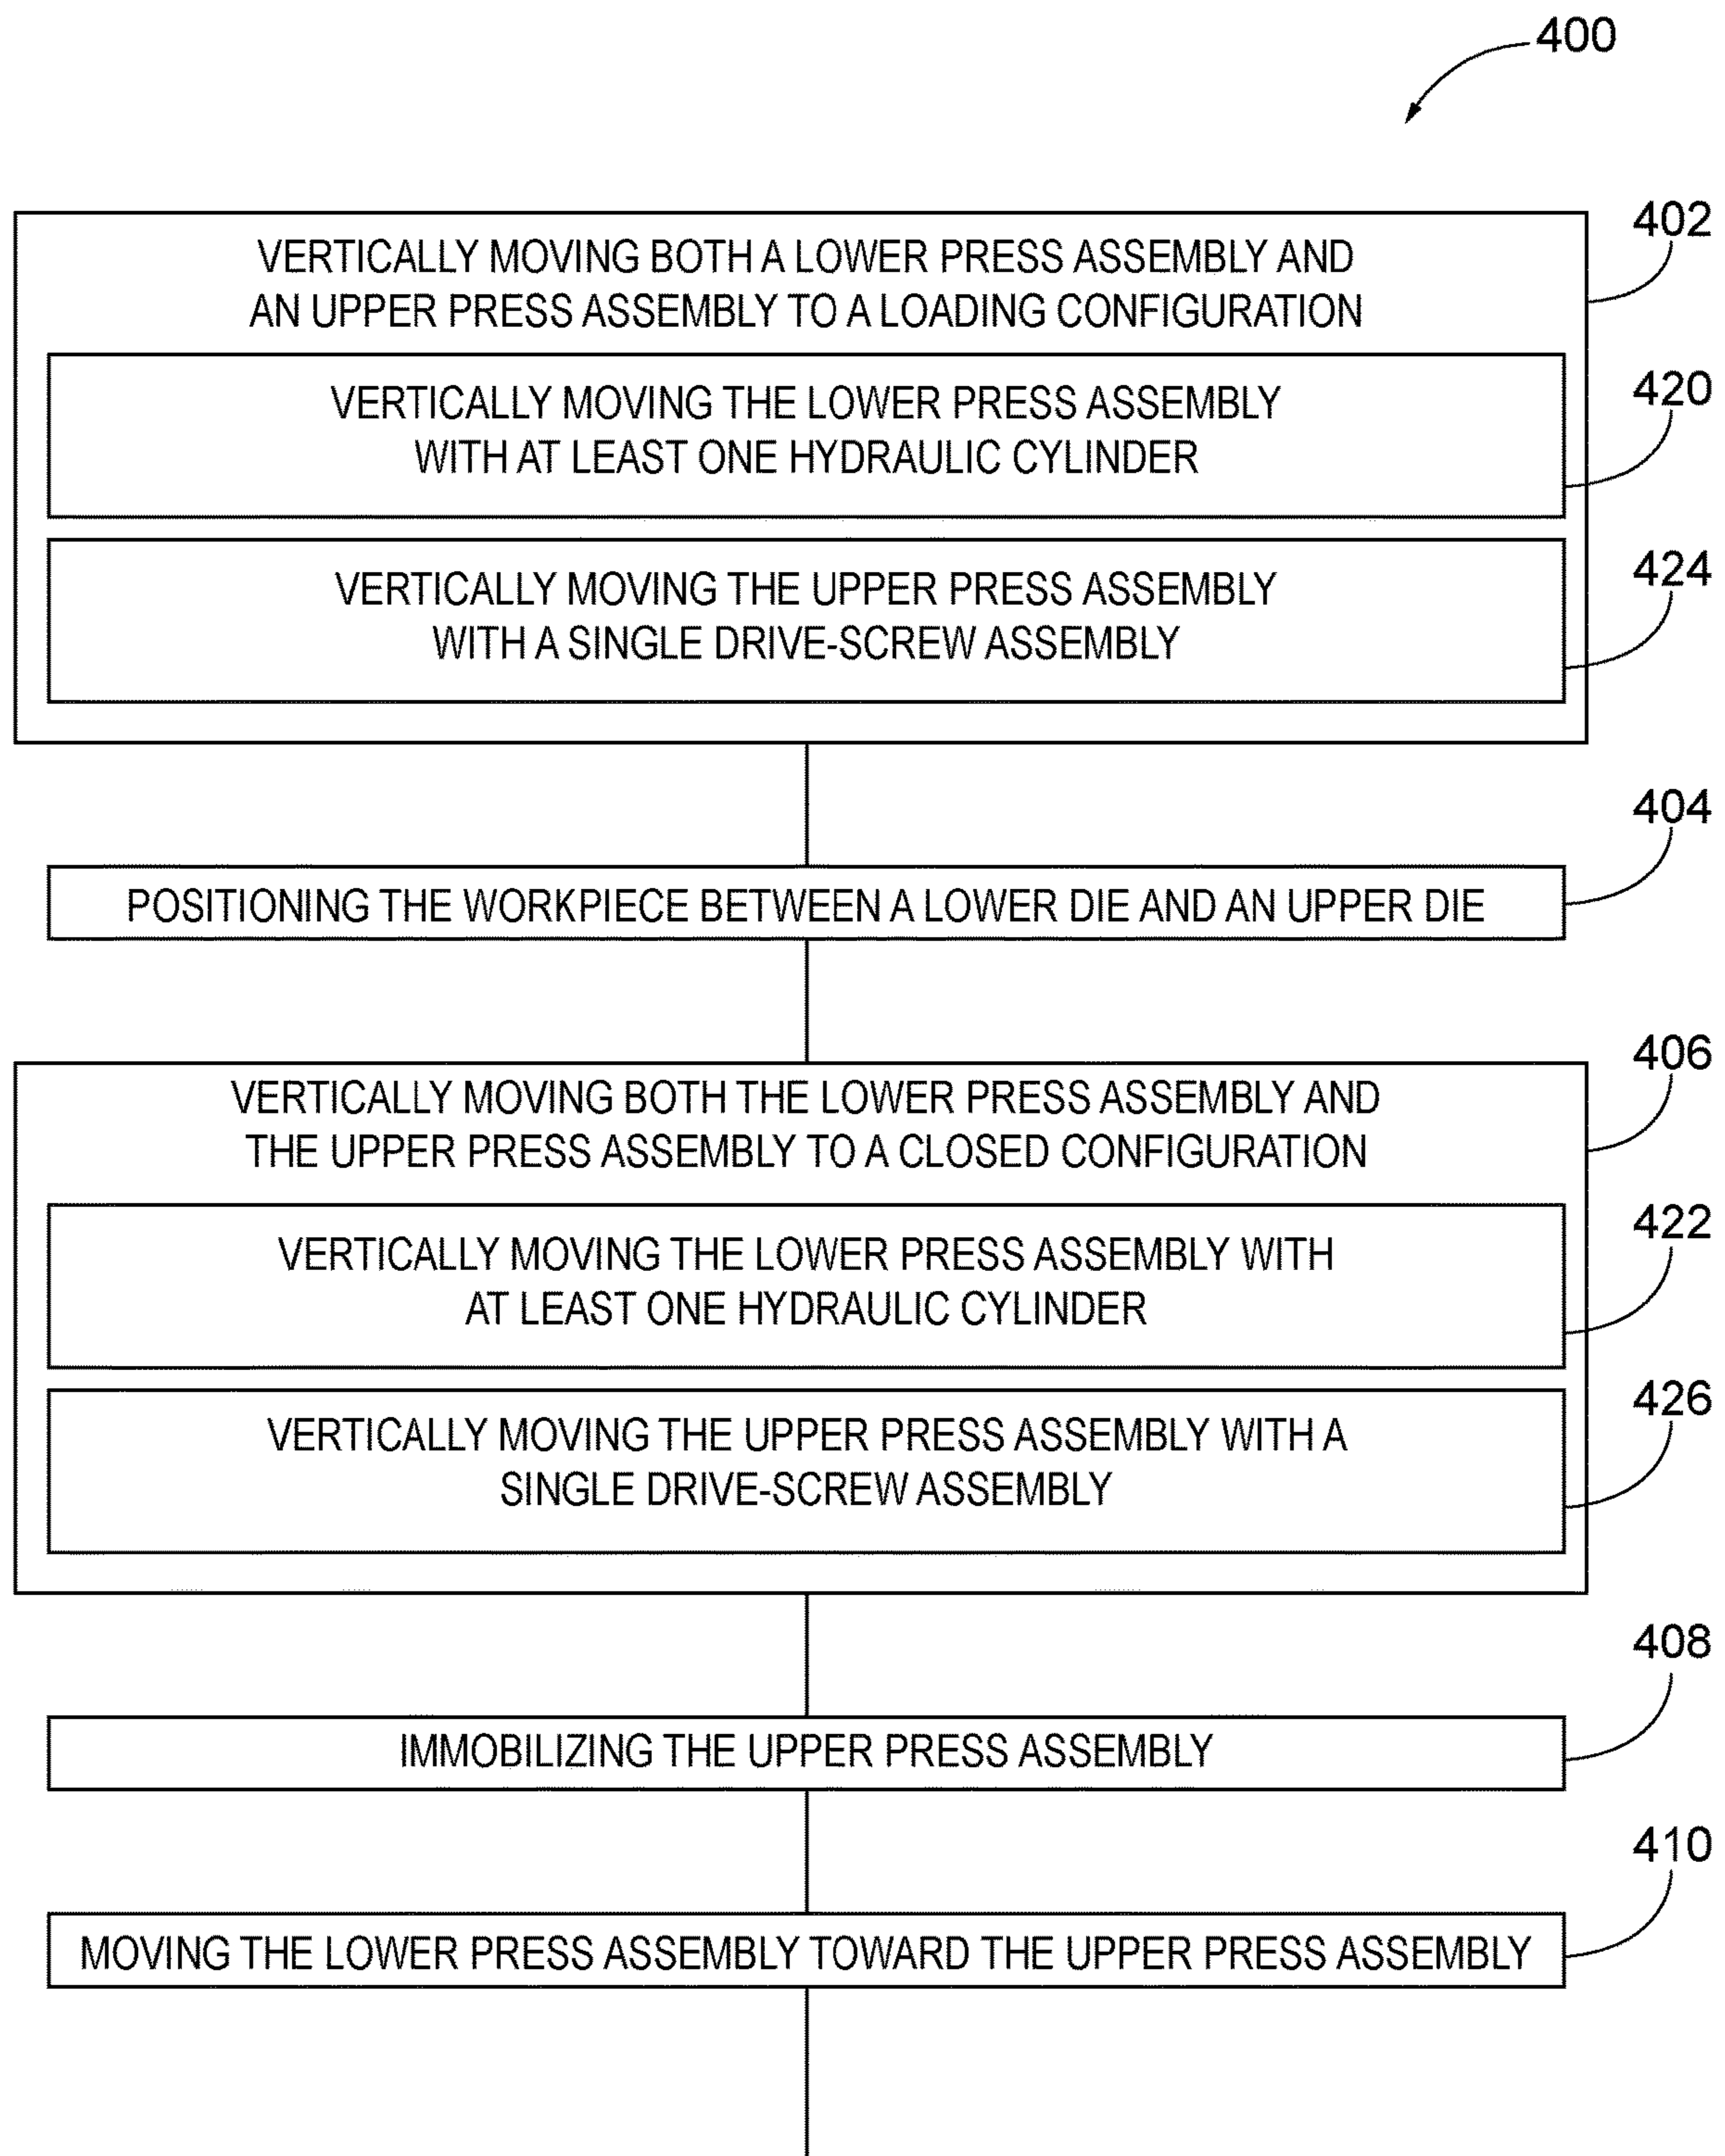 400
402
VERTICALLY MOVING BOTH A LOWER PRESS ASSEMBLY AND
AN UPPER PRESS ASSEMBLY TO A LOADING CONFIGURATION
420
VERTICALLY MOVING THE LOWER PRESS ASSEMBLY
WITH AT LEAST ONE HYDRAULIC CYLINDER
424
VERTICALLY MOVING THE UPPER PRESS ASSEMBLY
WITH A SINGLE DRIVE-SCREW ASSEMBLY
404
POSITIONING THE WORKPIECE BETWEEN A LOWER DIE AND AN UPPER DIE
406
VERTICALLY MOVING BOTH THE LOWER PRESS ASSEMBLY AND
THE UPPER PRESS ASSEMBLY TO A CLOSED CONFIGURATION
422
VERTICALLY MOVING THE LOWER PRESS ASSEMBLY WITH
AT LEAST ONE HYDRAULIC CYLINDER
426
VERTICALLY MOVING THE UPPER PRESS ASSEMBLY WITH A
SINGLE DRIVE-SCREW ASSEMBLY
408
IMMOBILIZING THE UPPER PRESS ASSEMBLY
410
MOVING THE LOWER PRESS ASSEMBLY TOWARD THE UPPER PRESS ASSEMBLY